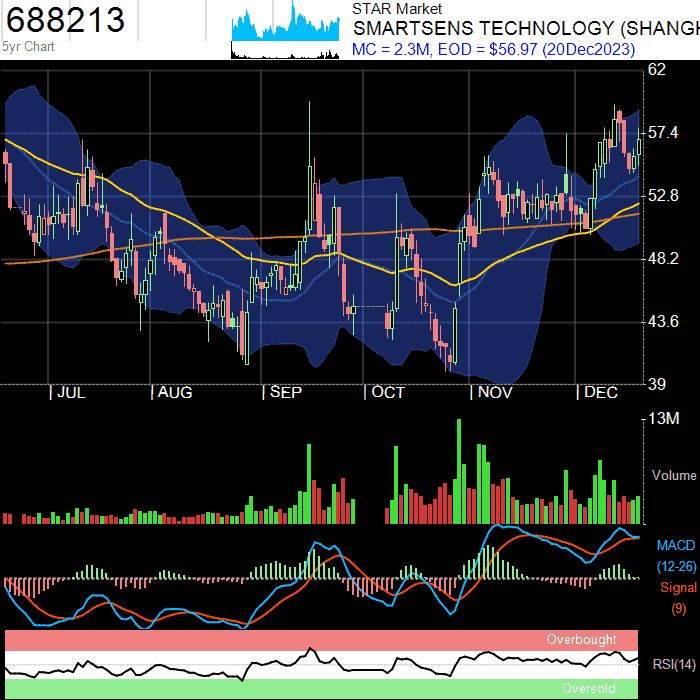 688213
5yr Chart
STAR Market
SMARTSENS TECHNOLOGY (SHANGH
MC = 2.3M, EOD = $56.97 (20Dec2023)
62
57.4
52.8
48.2
43.6
39
JUL
AUG
SEP
OCT
NOV
DEC
13M
Volume
MACD
(12-26)
Signal
(9)
Overbought
RSI(14)
Oversold